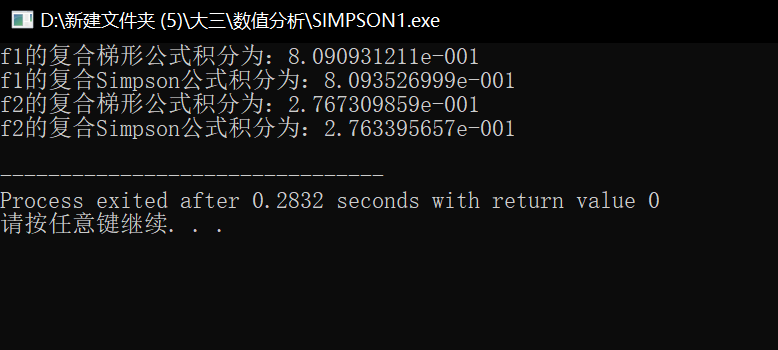 D:\新建文件夹 (5)\大三\数值分析\SIMPSON1.exe
f1的复合梯形公式积分为：8.090931211e-001
f1的复合Simpson公式积分为：8.093526999e-001
f2的复合梯形公式积分为：2.767309859e-001
f2的复合Simpson公式积分为：2.763395657e-001
--------------------------------
Process exited after 0.2832 seconds with return value 0
请按任意键继续. . .